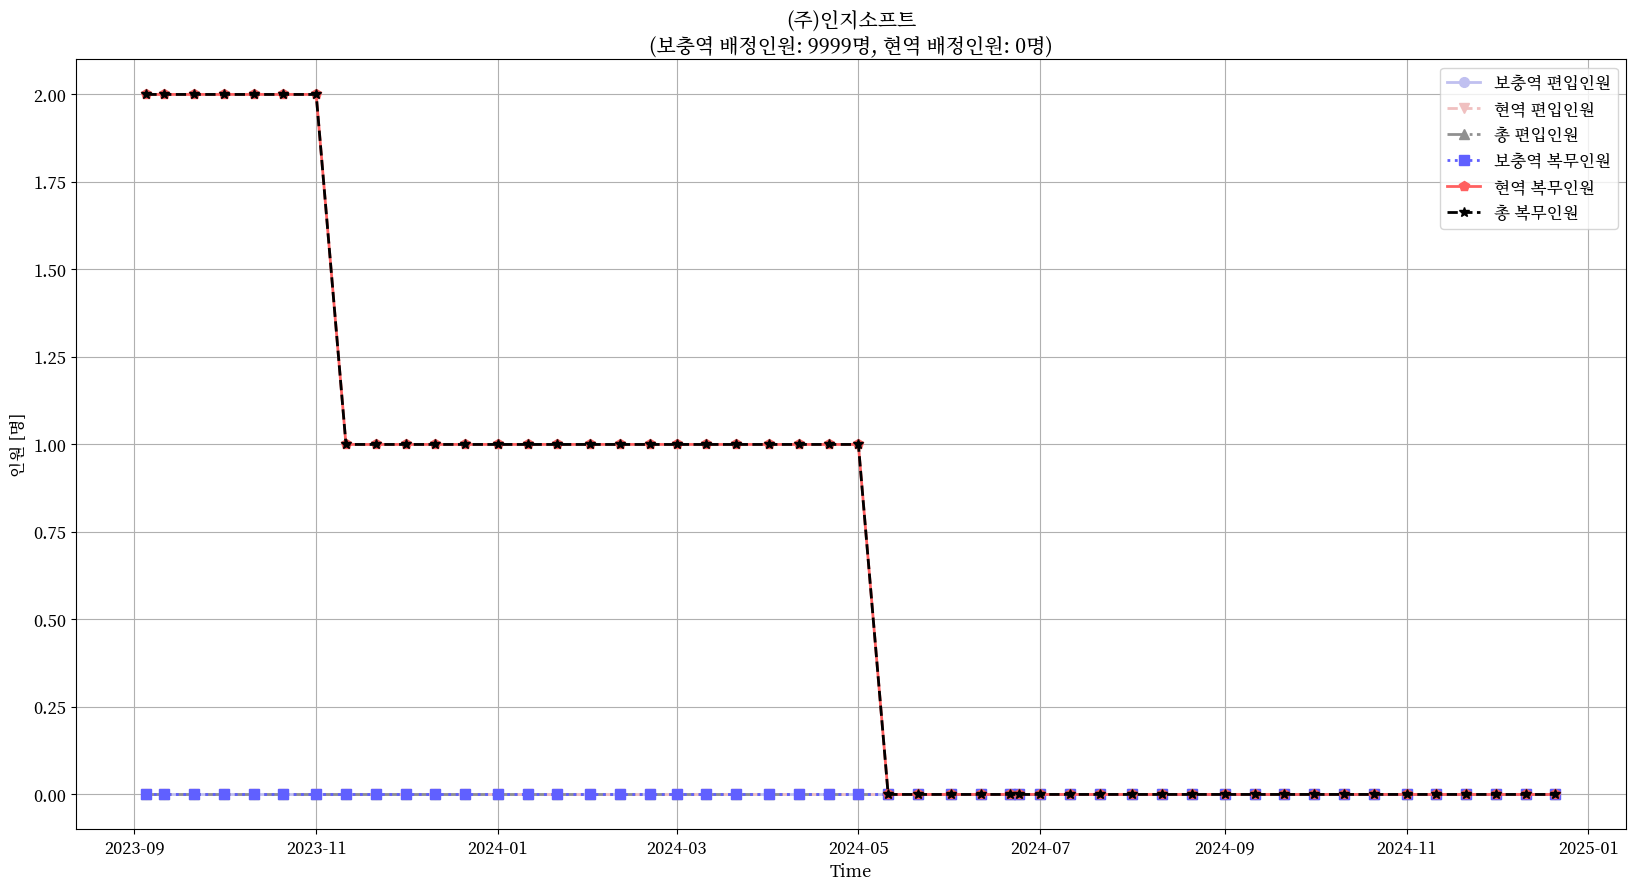 (주)인지소프트
(보충역 배정인원: 9999명, 현역 배정인원: 0명)
보충역 편입인원
현역 편입인원
총 편입인원
보충역 복무인원
현역 복무인원
총 복무인원
인원 [명]
2.00
1.75
1.50
1.25
1.00
0.75
0.50
0.25
0.00
2023-09 2023-11 2024-01 2024-03 2024-05 2024-07 2024-09 2024-11 2025-01
Time